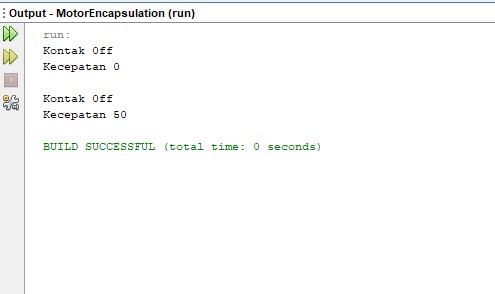 Output - MotorEncapsulation (run)
run:
Kontak Off
Kecepatan 0
Kontak Off
Kecepatan 50
BUILD SUCCESSFUL (total time: 0 seconds)